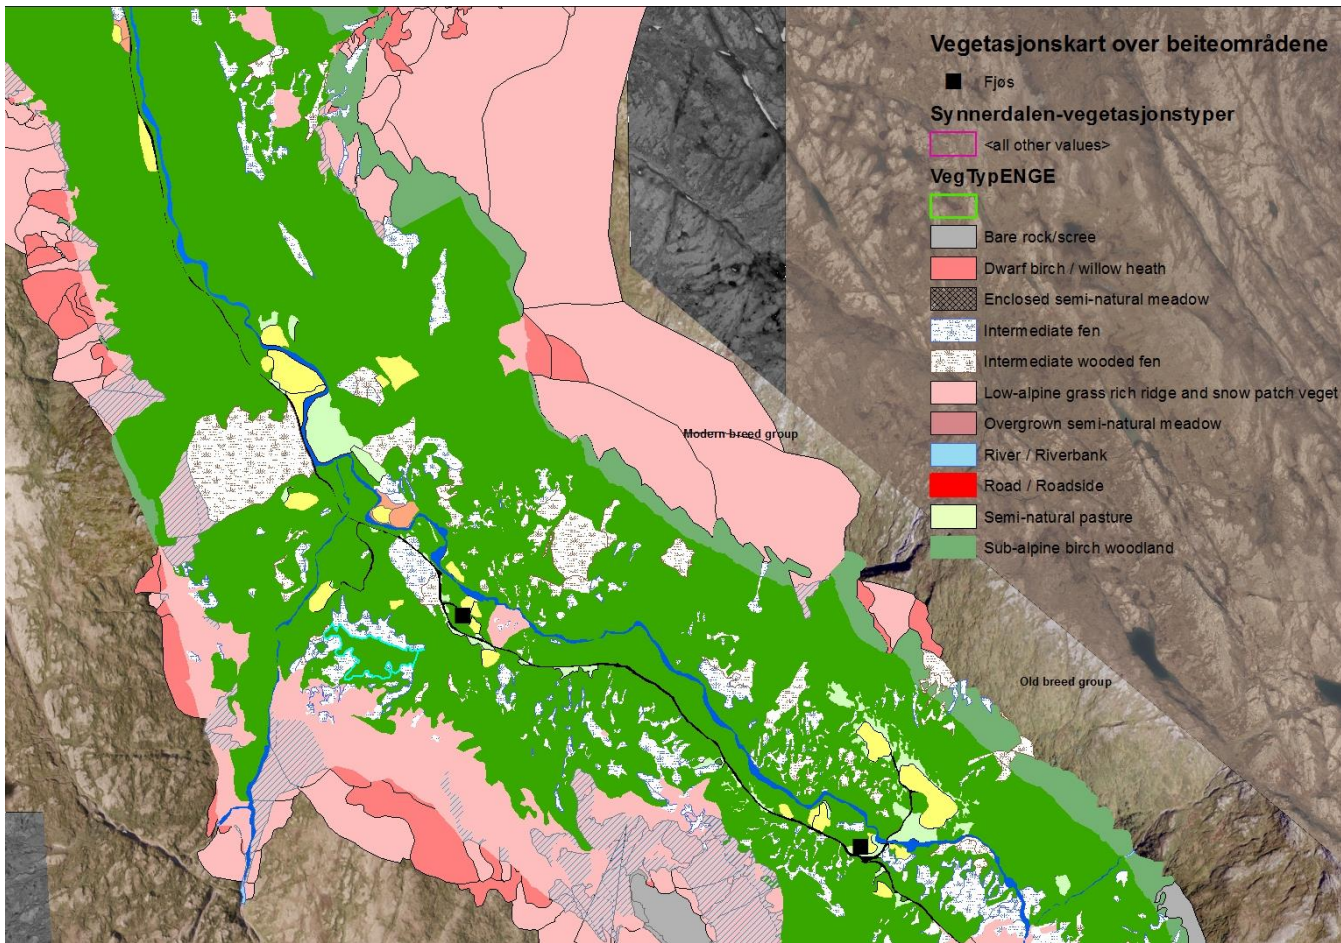 Vegetasjonskart over beiteområdene
Fjøs
Synnerdalen-vegetasjonstyper
<all other values>
VegTypENGE
Bare rock/scree
Dwarf birch / willow heath
Enclosed semi-natural meadow
Intermediate fen
Intermediate wooded fen
Low-alpine grass rich ridge and snow patch veget
Overgrown semi-natural meadow
River / Riverbank
Road / Roadside
Semi-natural pasture
Sub-alpine birch woodland
Modern breed group
Old breed group